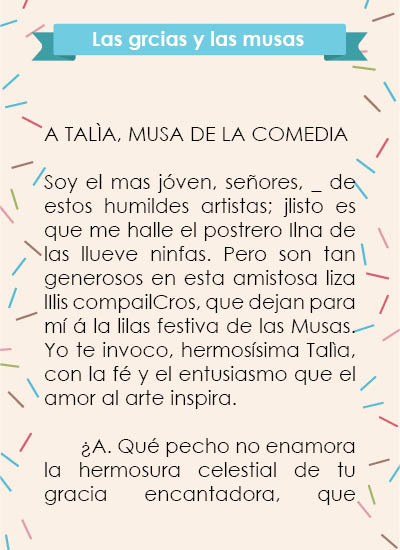 Las grcias y las musas
A TALÌA, MUSA DE LA COMEDIA
Soy el mas jóven, señores, _ de
estos humildes artistas; jlisto es
que me halle el postrero llna de
las llueve ninfas. Pero son tan
generosos en esta amistosa liza
lllis compailCros, que dejan para
mí á la lilas festiva de las Musas.
Yo te invoco, hermosísima Talìa,
con la fé y el entusiasmo que el
amor al arte inspira.
¿A. Qué pecho no enamora
la hermosura celestial de tu
gracia encantadora, que